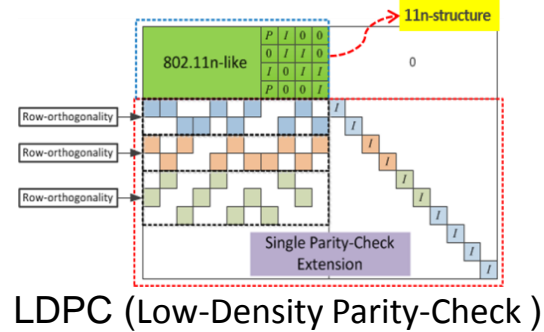 11n-structure
802.11n-like
P I 0 0
0 I I 0
I 0 I I
P 0 0 I
0
Row-orthogonality
Row-orthogonality
Row-orthogonality
I
I
I
I
I
I
I
I
I
I
Single Parity-Check
Extension
LDPC (Low-Density Parity-Check )